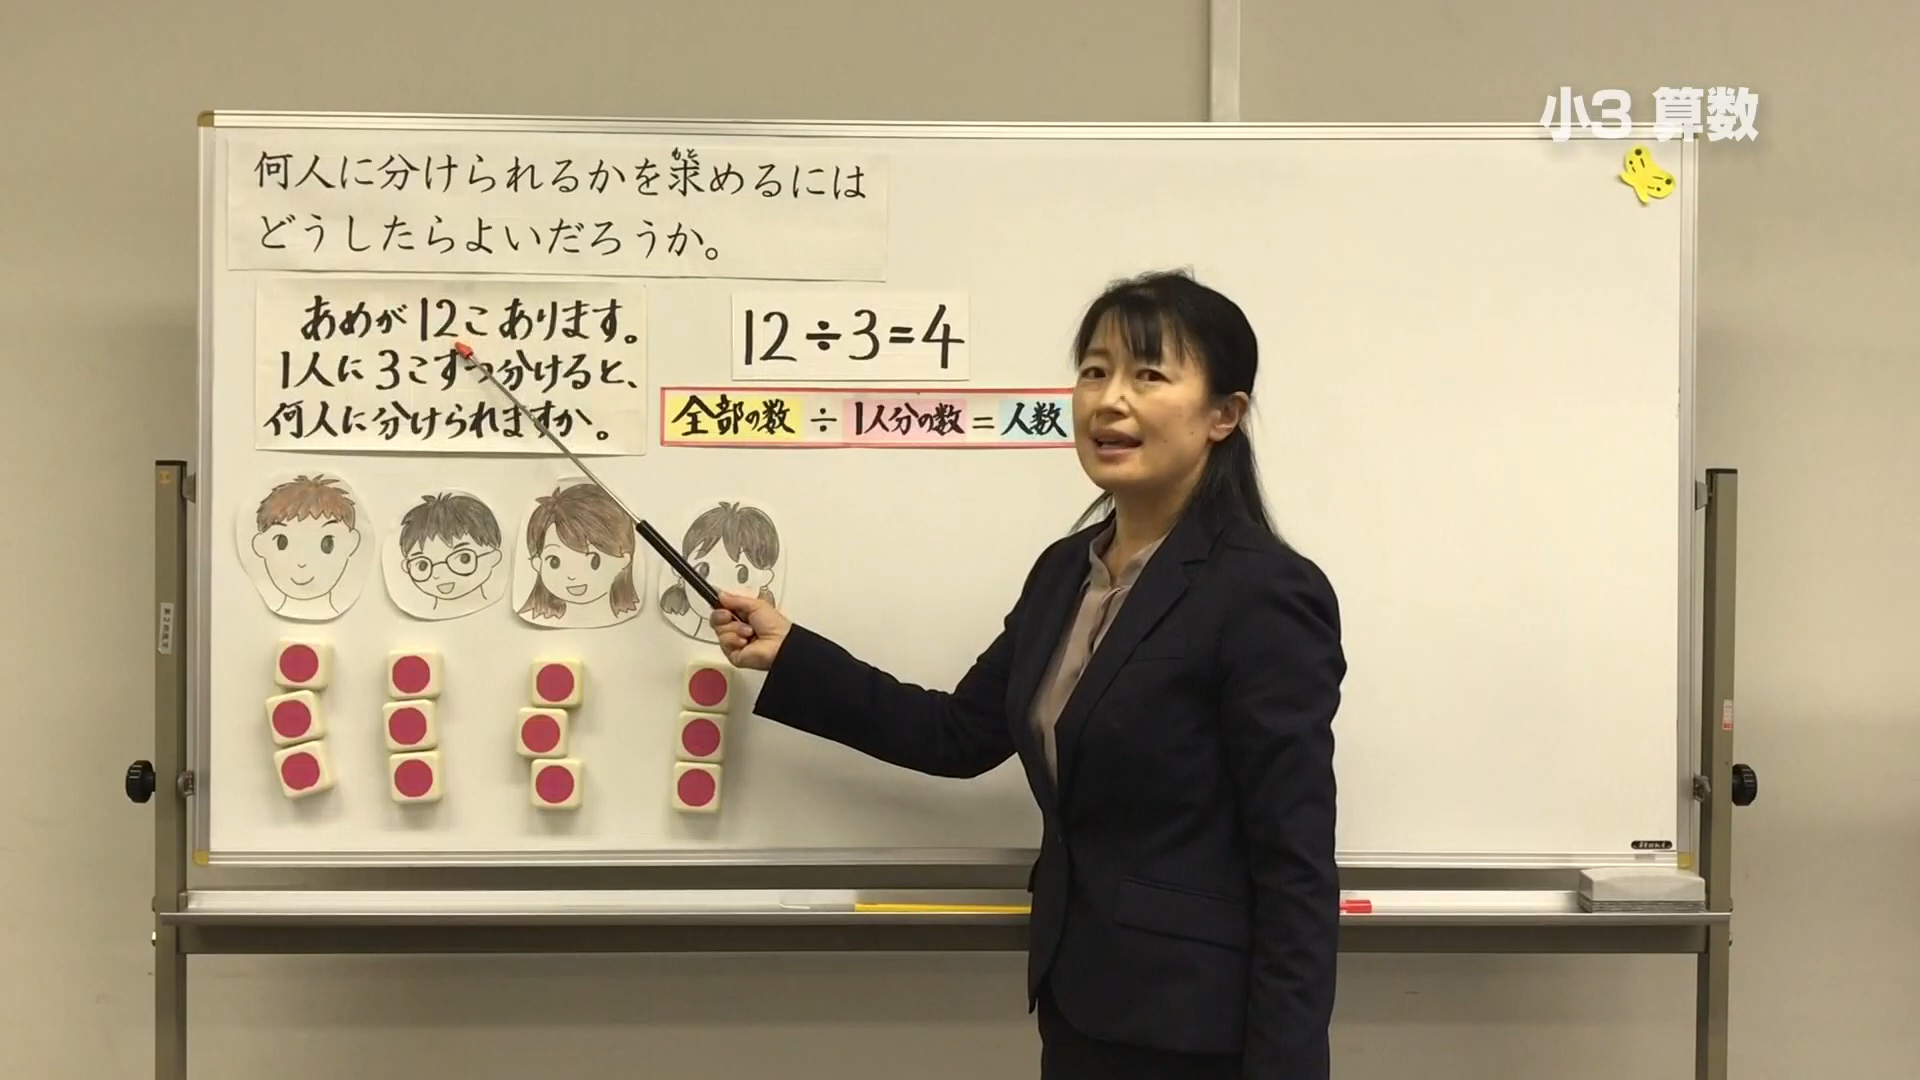 小3 算数
何人に分けられるかを求めるには
もと
どうしたらよいだろうか。
あめが12こあります。
1人に3こずつ分けると、
何人に分けられますか。
12÷3=4
全部の数÷1人分の数=人数